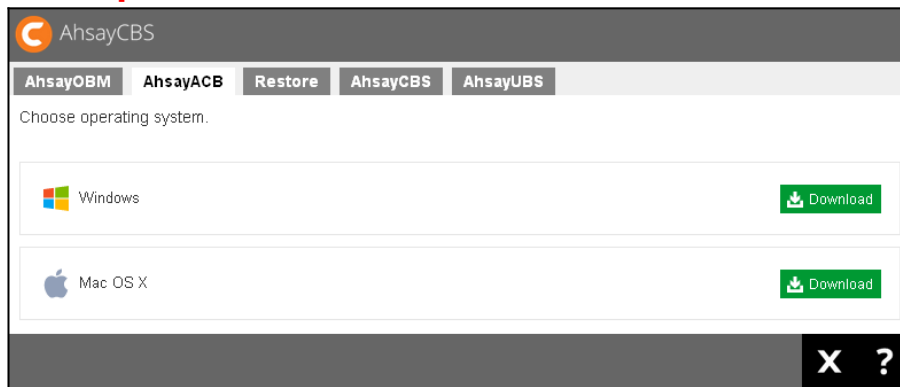 AhsayCBS
AhsayOBM AhsayACB Restore AhsayCBS AhsayUBS
Choose operating system.
Windows Download
Mac OS X Download
X ?